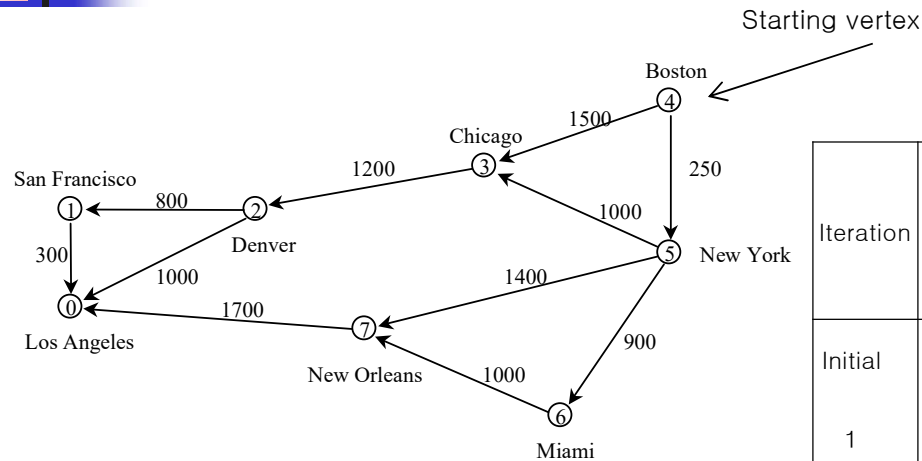 Starting vertex
Boston
4
1500
Chicago
3
250
1200
San Francisco
1
800
2
1000
Iteration
Denver
5
New York
300
1000
1400
0
1700
7
Los Angeles
900
New Orleans
1000
Initial
6
1
Miami